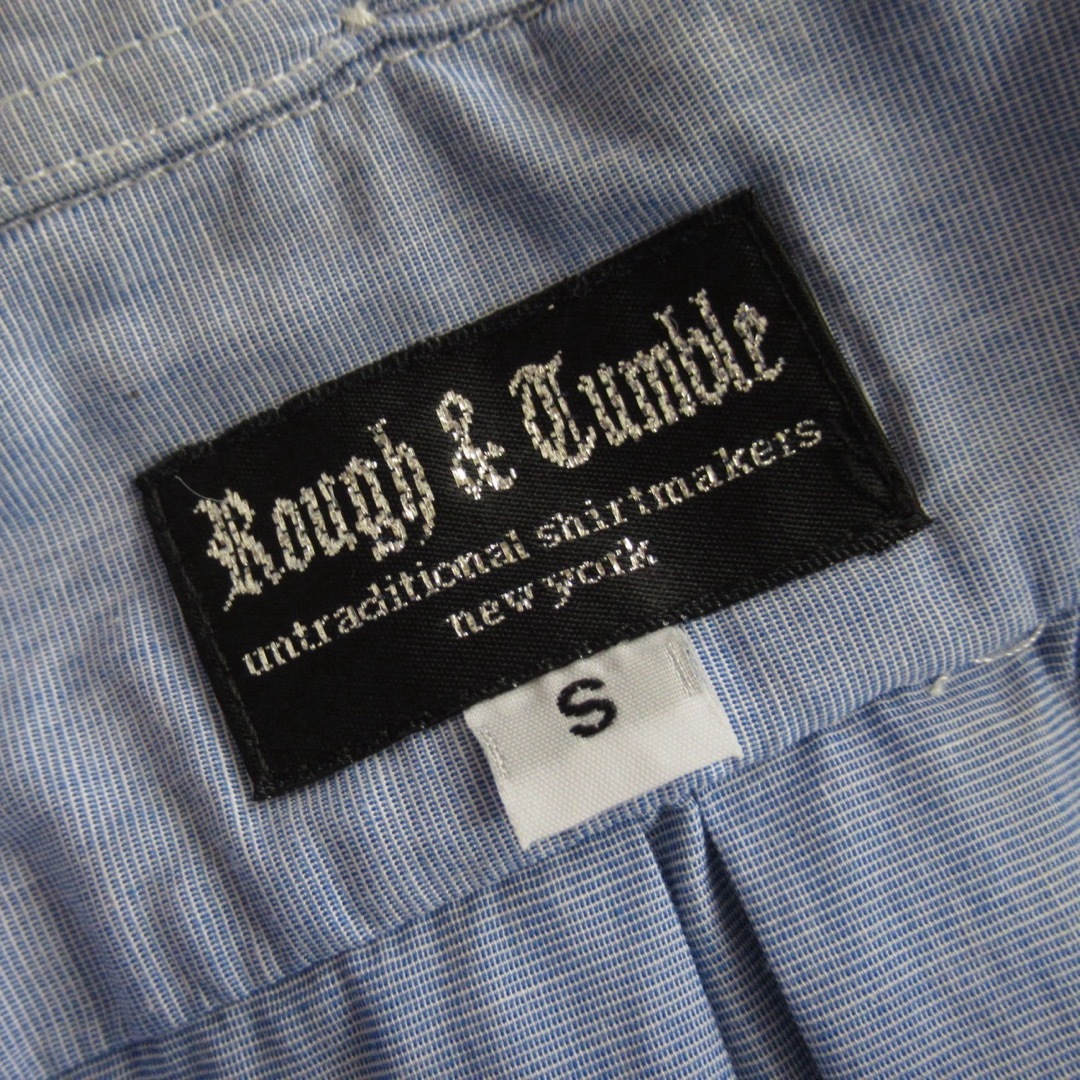 Rough & Tumble
untraditional shirtmakers
new york
S